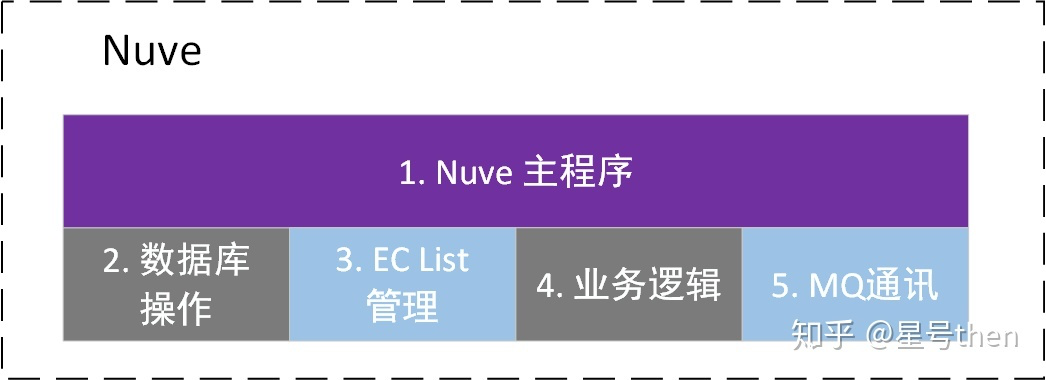 Nuve
1. Nuve 主程序
2. 数据库
操作
3. EC List
管理
4. 业务逻辑
5. MQ通讯
知乎 @星号then